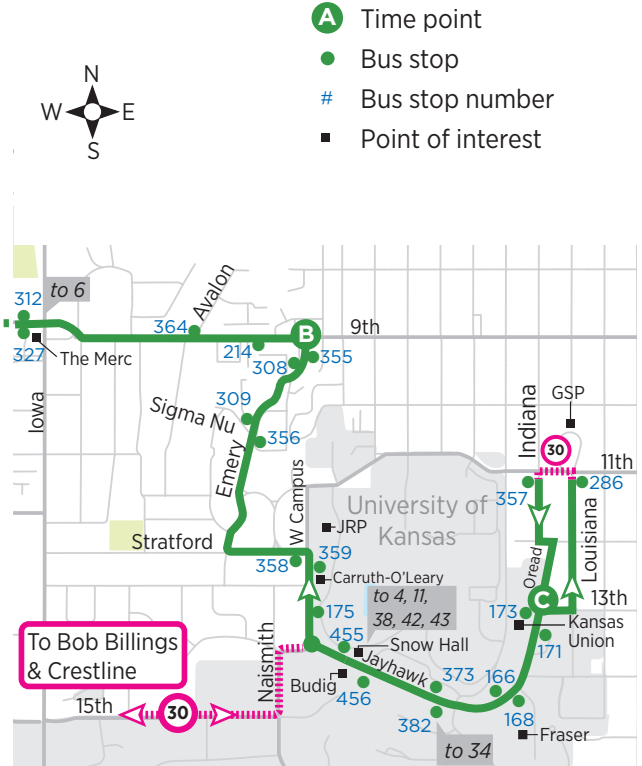 A Time point
Bus stop
# Bus stop number
Point of interest
N
W E
S
to 6
312
Avalon
364
B
9th
327
The Merc
214
308
355
Iowa
309
Sigma Nu
356
Emery
GSP
Indiana
30
11th
357
286
W Campus
University of
Kansas
JRP
Stratford
358
359
Carruth-O'Leary
Oread
Louisiana
to 4, 11,
38, 42, 43
175
C
13th
173
Kansas
Union
171
To Bob Billings
& Crestline
Naismith
455
Snow Hall
Jayhawk
Budig
456
373
166
15th
30
382
168
Fraser
to 34